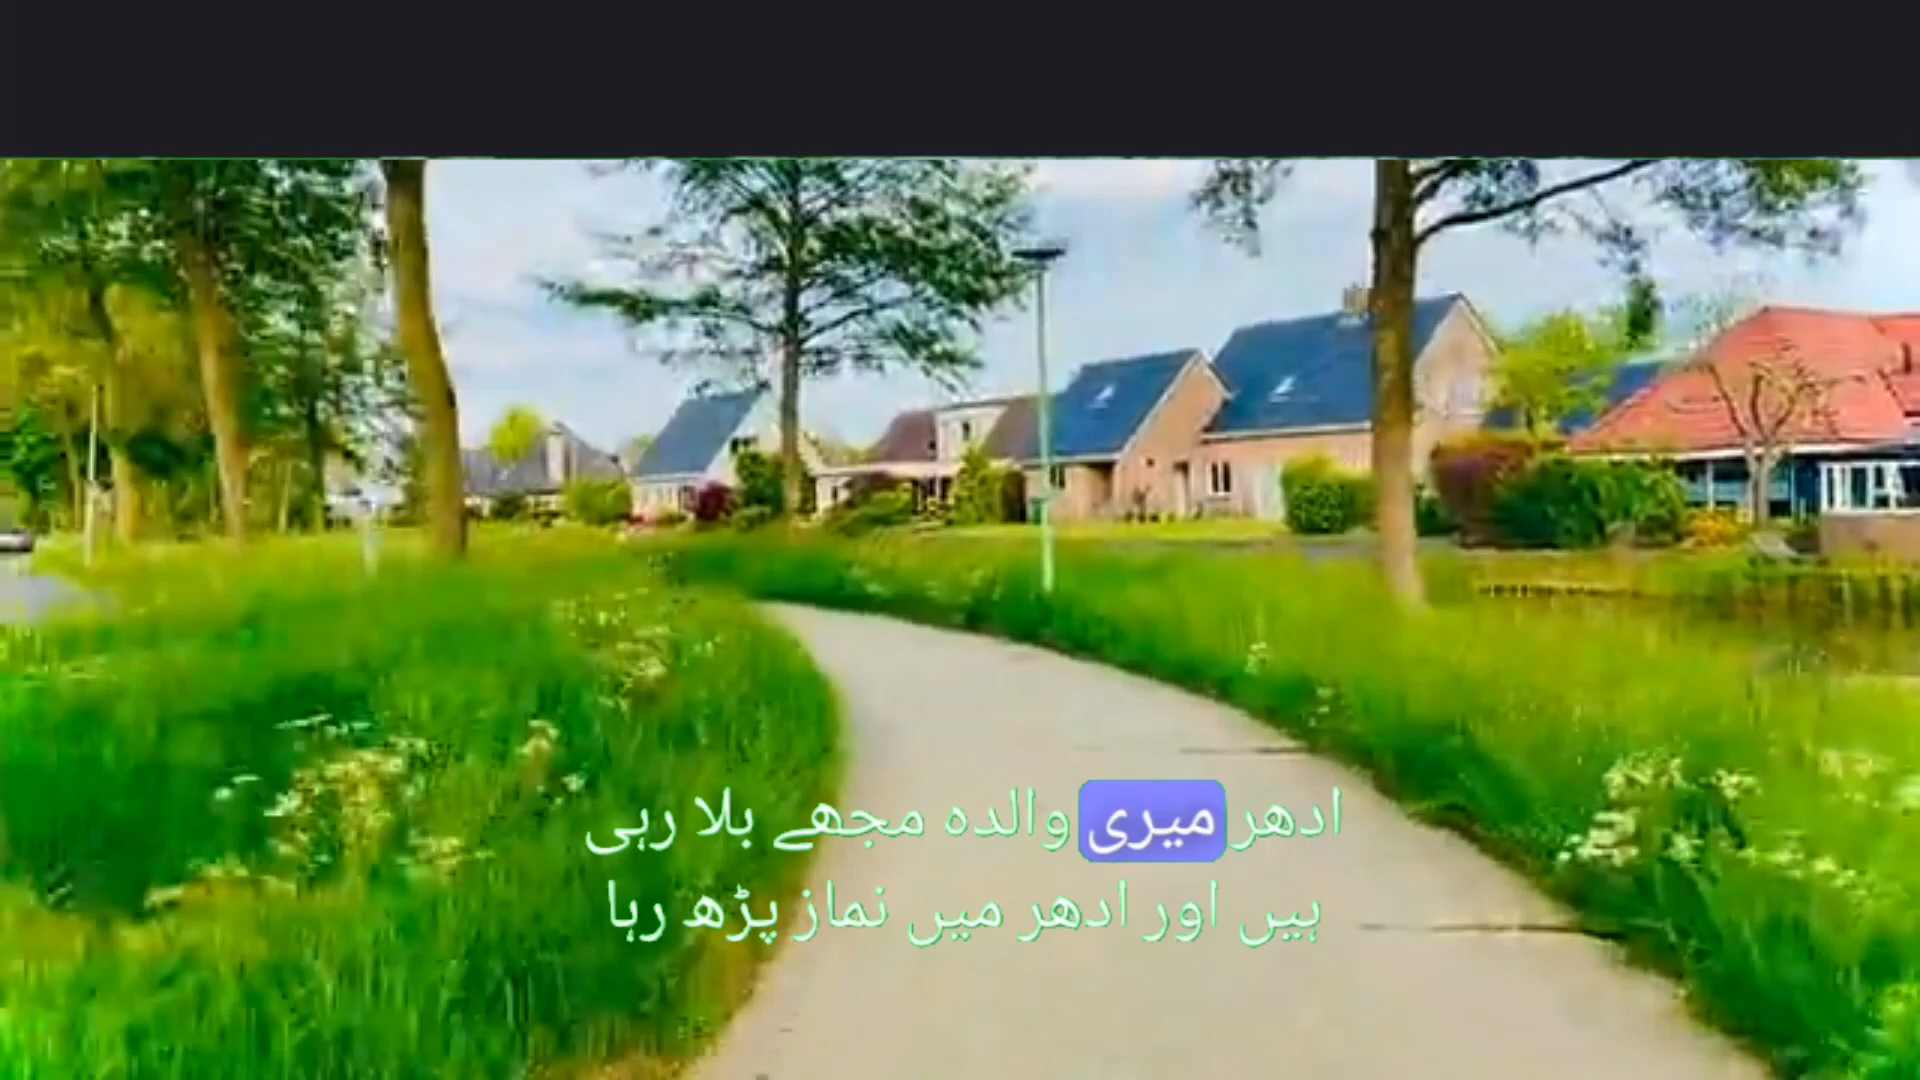 ادھر میری والدہ مجھے بلا رہی
ہیں اور ادھر میں نماز پڑھ رہا